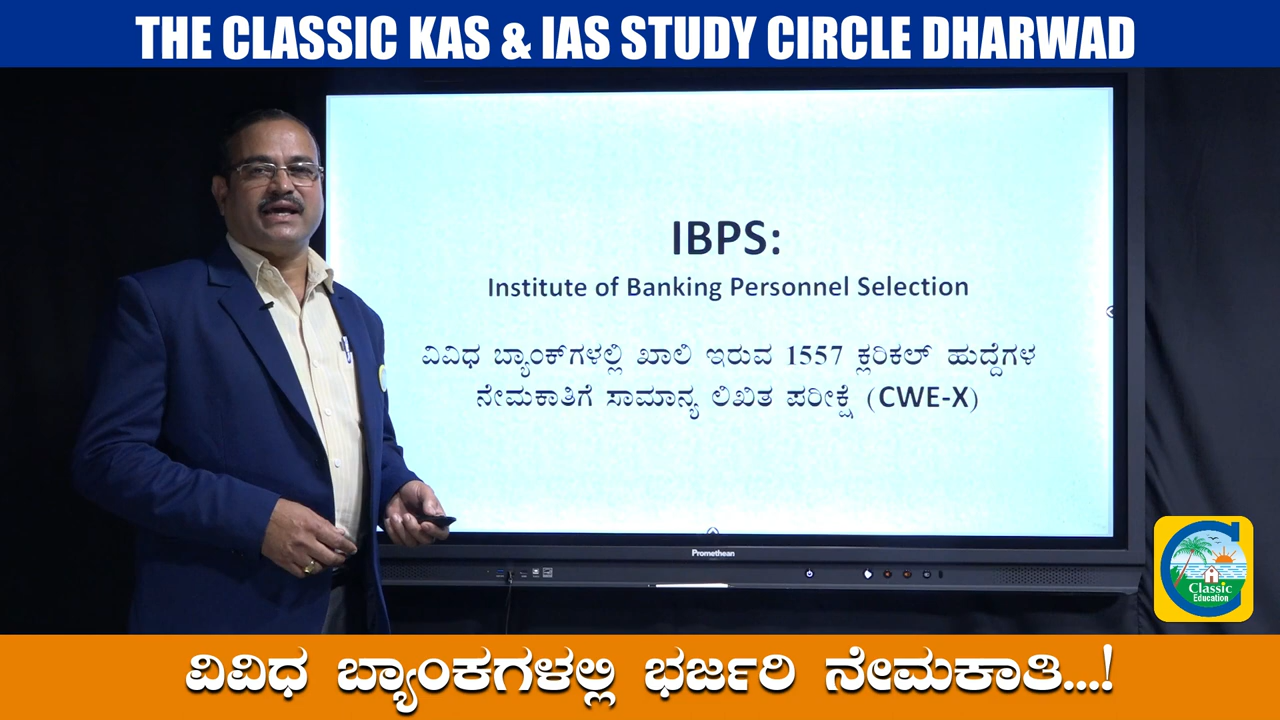 THE CLASSIC KAS & IAS STUDY CIRCLE DHARWAD
IBPS:
Institute of Banking Personnel Selection
ವಿವಿಧ ಬ್ಯಾಂಕ್‌ಗಳಲ್ಲಿ ಖಾಲಿ ಇರುವ 1557 ಕ್ಲರಿಕಲ್ ಹುದ್ದೆಗಳ
ನೇಮಕಾತಿಗೆ ಸಾಮಾನ್ಯ ಲಿಖಿತ ಪರೀಕ್ಷೆ (CWE-X)
Promethean
Classic
Education
ವಿವಿಧ ಬ್ಯಾಂಕಗಳಲ್ಲಿ ಭರ್ಜರಿ ನೇಮಕಾತಿ...!